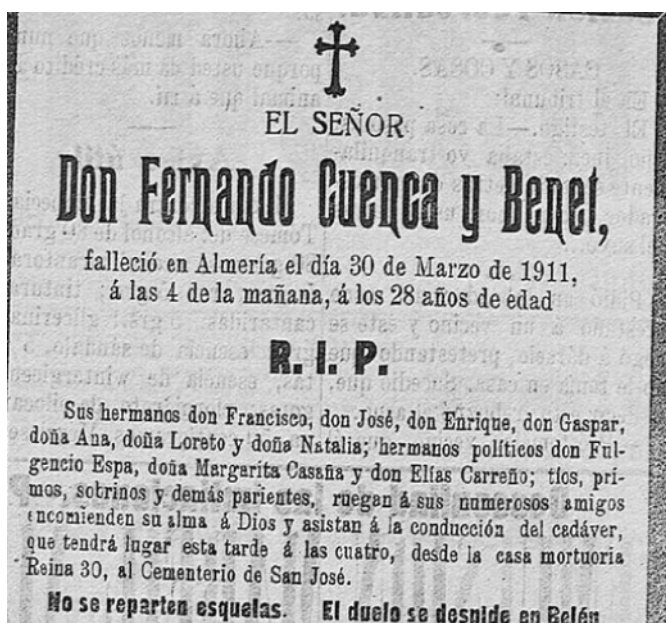 EL SEÑOR
Don Fernando Cuenca y Benet,
falleció en Almería el día 30 de Marzo de 1911,
á las 4 de la mañana, á los 28 años de edad
R. I. P.
Sus hermanos don Francisco, don José, don Enrique, don Gaspar,
doña Ana, doña Loreto y doña Natalia; hermanos políticos don Ful-
gencio Espa, doña Margarita Casaña y don Elías Carreño; tíos, pri-
mos, sobrinos y demás parientes, ruegan á sus numerosos amigos
encomienden su alma á Dios y asistan á la conducción del cadáver,
que tendrá lugar esta tarde á las cuatro, desde la casa mortuoria
Reina 30, al Cementerio de San José.
No se reparten esquelas. El duelo se despide en Belén